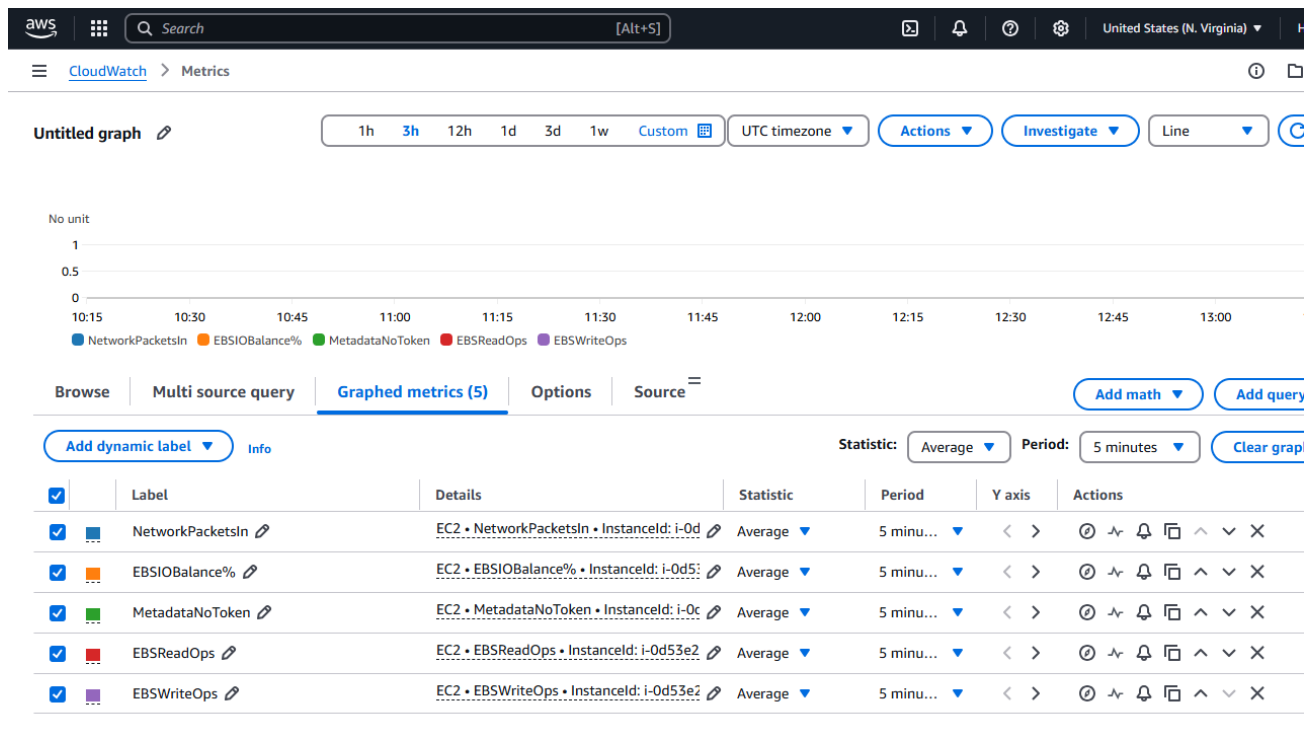 aws Search [Alt+S] United States (N. Virginia)
CloudWatch Metrics
Untitled graph 1h 3h 12h 1d 3d 1w Custom UTC timezone Actions Investigate Line
No unit
1
0.5
0
10:15 10:30 10:45 11:00 11:15 11:30 11:45 12:00 12:15 12:30 12:45 13:00
NetworkPacketsIn EBSIOBalance% MetadataNoToken EBSReadOps EBSWriteOps
Browse Multi source query Graphed metrics (5) Options Source Add math Add query
Add dynamic label Info Statistic: Average Period: 5 minutes Clear grap
Label Details Statistic Period Y axis Actions
NetworkPacketsIn EC2 • NetworkPacketsIn • InstanceId: i-0d Average 5 minu...
EBSIOBalance% EC2 • EBSIOBalance% • InstanceId: i-0d5 Average 5 minu...
MetadataNoToken EC2 • MetadataNoToken • InstanceId: i-0 Average 5 minu...
EBSReadOps EC2 • EBSReadOps • InstanceId: i-0d53e2 Average 5 minu...
EBSWriteOps EC2 • EBSWriteOps • InstanceId: i-0d53e2 Average 5 minu...